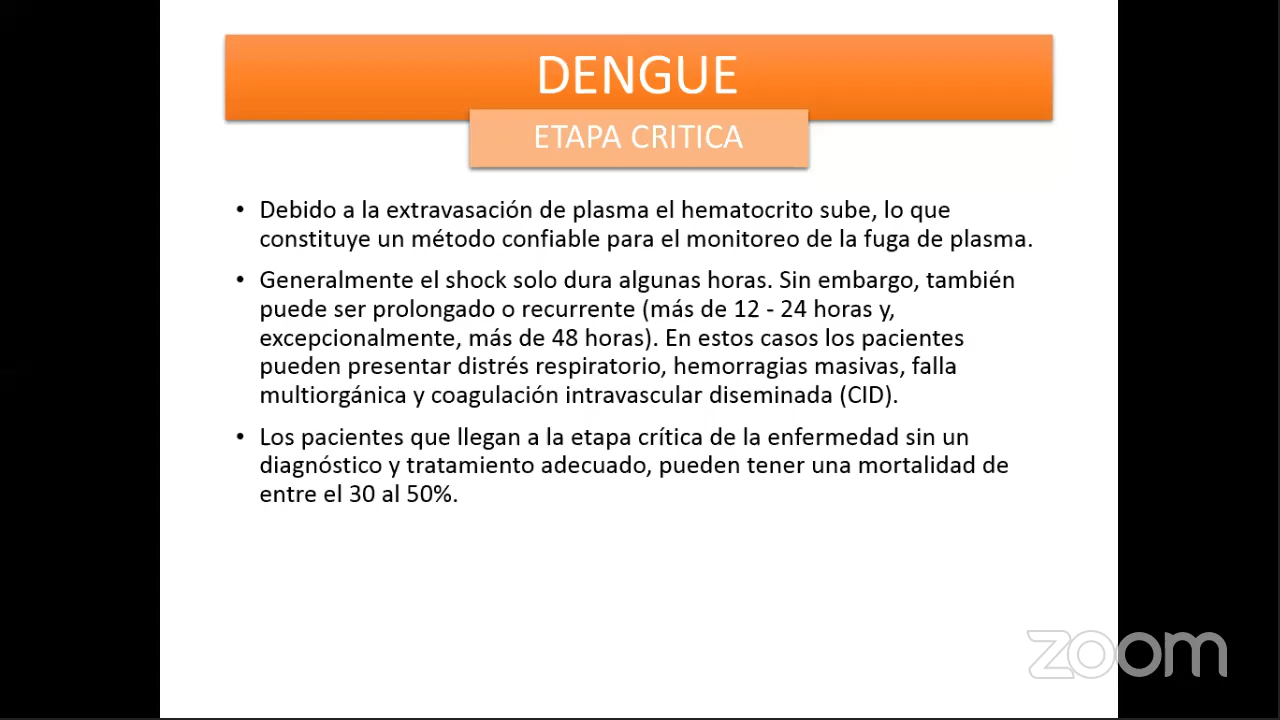 DENGUE
ETAPA CRITICA
• Debido a la extravasación de plasma el hematocrito sube, lo que
constituye un método confiable para el monitoreo de la fuga de plasma.
• Generalmente el shock solo dura algunas horas. Sin embargo, también
puede ser prolongado o recurrente (más de 12 - 24 horas y,
excepcionalmente, más de 48 horas). En estos casos los pacientes
pueden presentar distrés respiratorio, hemorragias masivas, falla
multiorgánica y coagulación intravascular diseminada (CID).
• Los pacientes que llegan a la etapa crítica de la enfermedad sin un
diagnóstico y tratamiento adecuado, pueden tener una mortalidad de
entre el 30 al 50%.
zoom